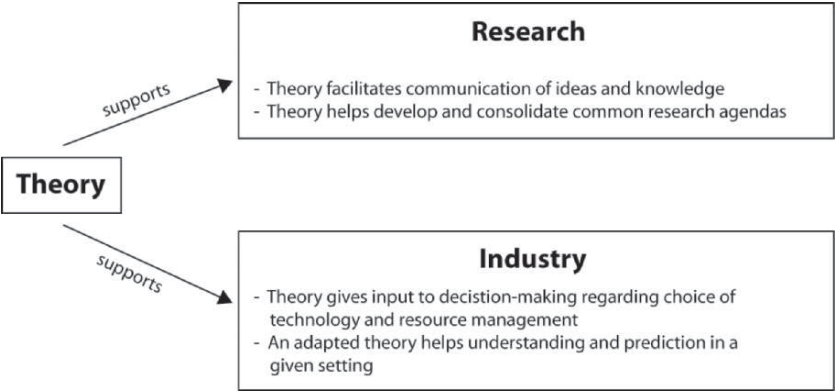 Research
- Theory facilitates communication of ideas and knowledge
- Theory helps develop and consolidate common research agendas
supports
Theory
supports
Industry
- Theory gives input to decistion-making regarding choice of
technology and resource management
- An adapted theory helps understanding and prediction in a
given setting